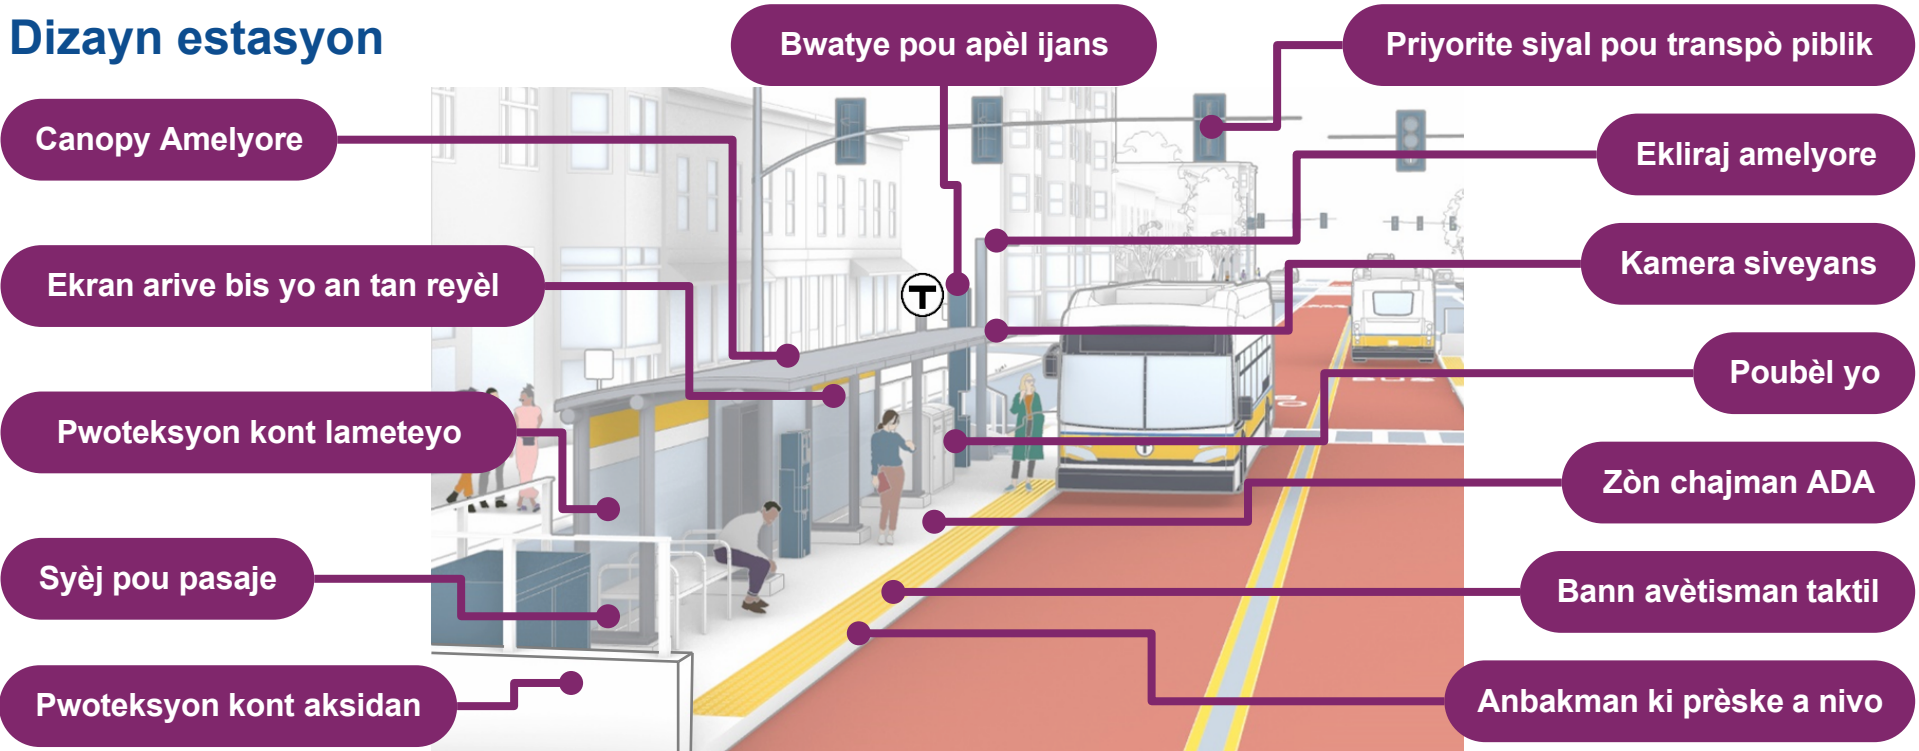 Dizayn estasyon
Bwatye pou apèl ijans
Priyorite siyal pou transpò piblik
Canopy Amelyore
Ekliraj amelyore
Ekran arive bis yo an tan reyèl
Kamera siveyans
T
Poubèl yo
Pwoteksyon kont lameteyo
T
Zòn chajman ADA
Syèj pou pasaje
Bann avètisman taktil
Pwoteksyon kont aksidan
Anbakman ki prèske a nivo